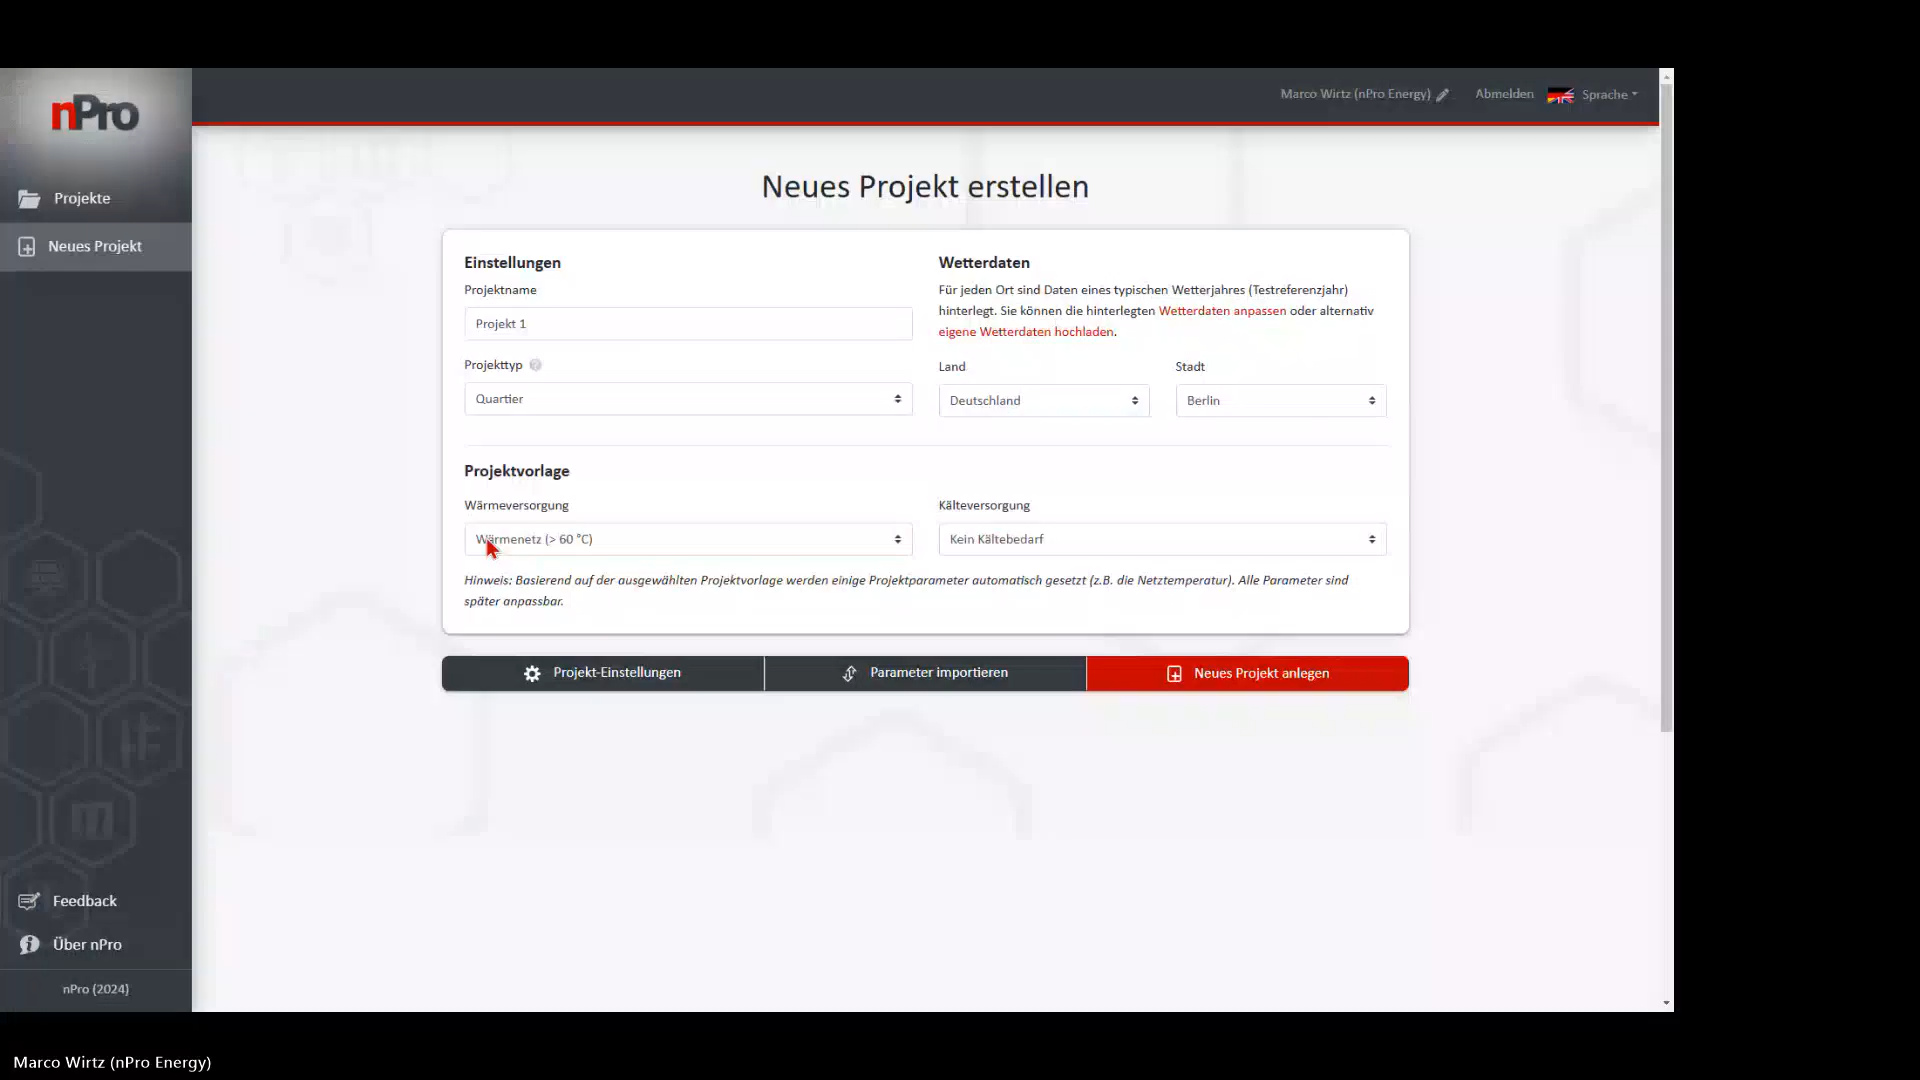 nPro
Marco Wirtz (nPro Energy)
Abmelden
Sprache
Projekte
Neues Projekt
Neues Projekt erstellen
Einstellungen
Projektname
Projekt 1
Projekttyp
?
Quartier
Wetterdaten
Für jeden Ort sind Daten eines typischen Wetterjahres (Testreferenzjahr)
hinterlegt. Sie können die hinterlegten Wetterdaten anpassen oder alternativ
eigene Wetterdaten hochladen.
Land
Stadt
Deutschland
Berlin
Projektvorlage
Wärmeversorgung
Wärmenetz (> 60 °C)
Kälteversorgung
Kein Kältebedarf
Hinweis: Basierend auf der ausgewählten Projektvorlage werden einige Projektparameter automatisch gesetzt (z.B. die Netztemperatur). Alle Parameter sind
später anpassbar.
Projekt-Einstellungen
Parameter importieren
Neues Projekt anlegen
Feedback
Über nPro
nPro (2024)
Marco Wirtz (nPro Energy)